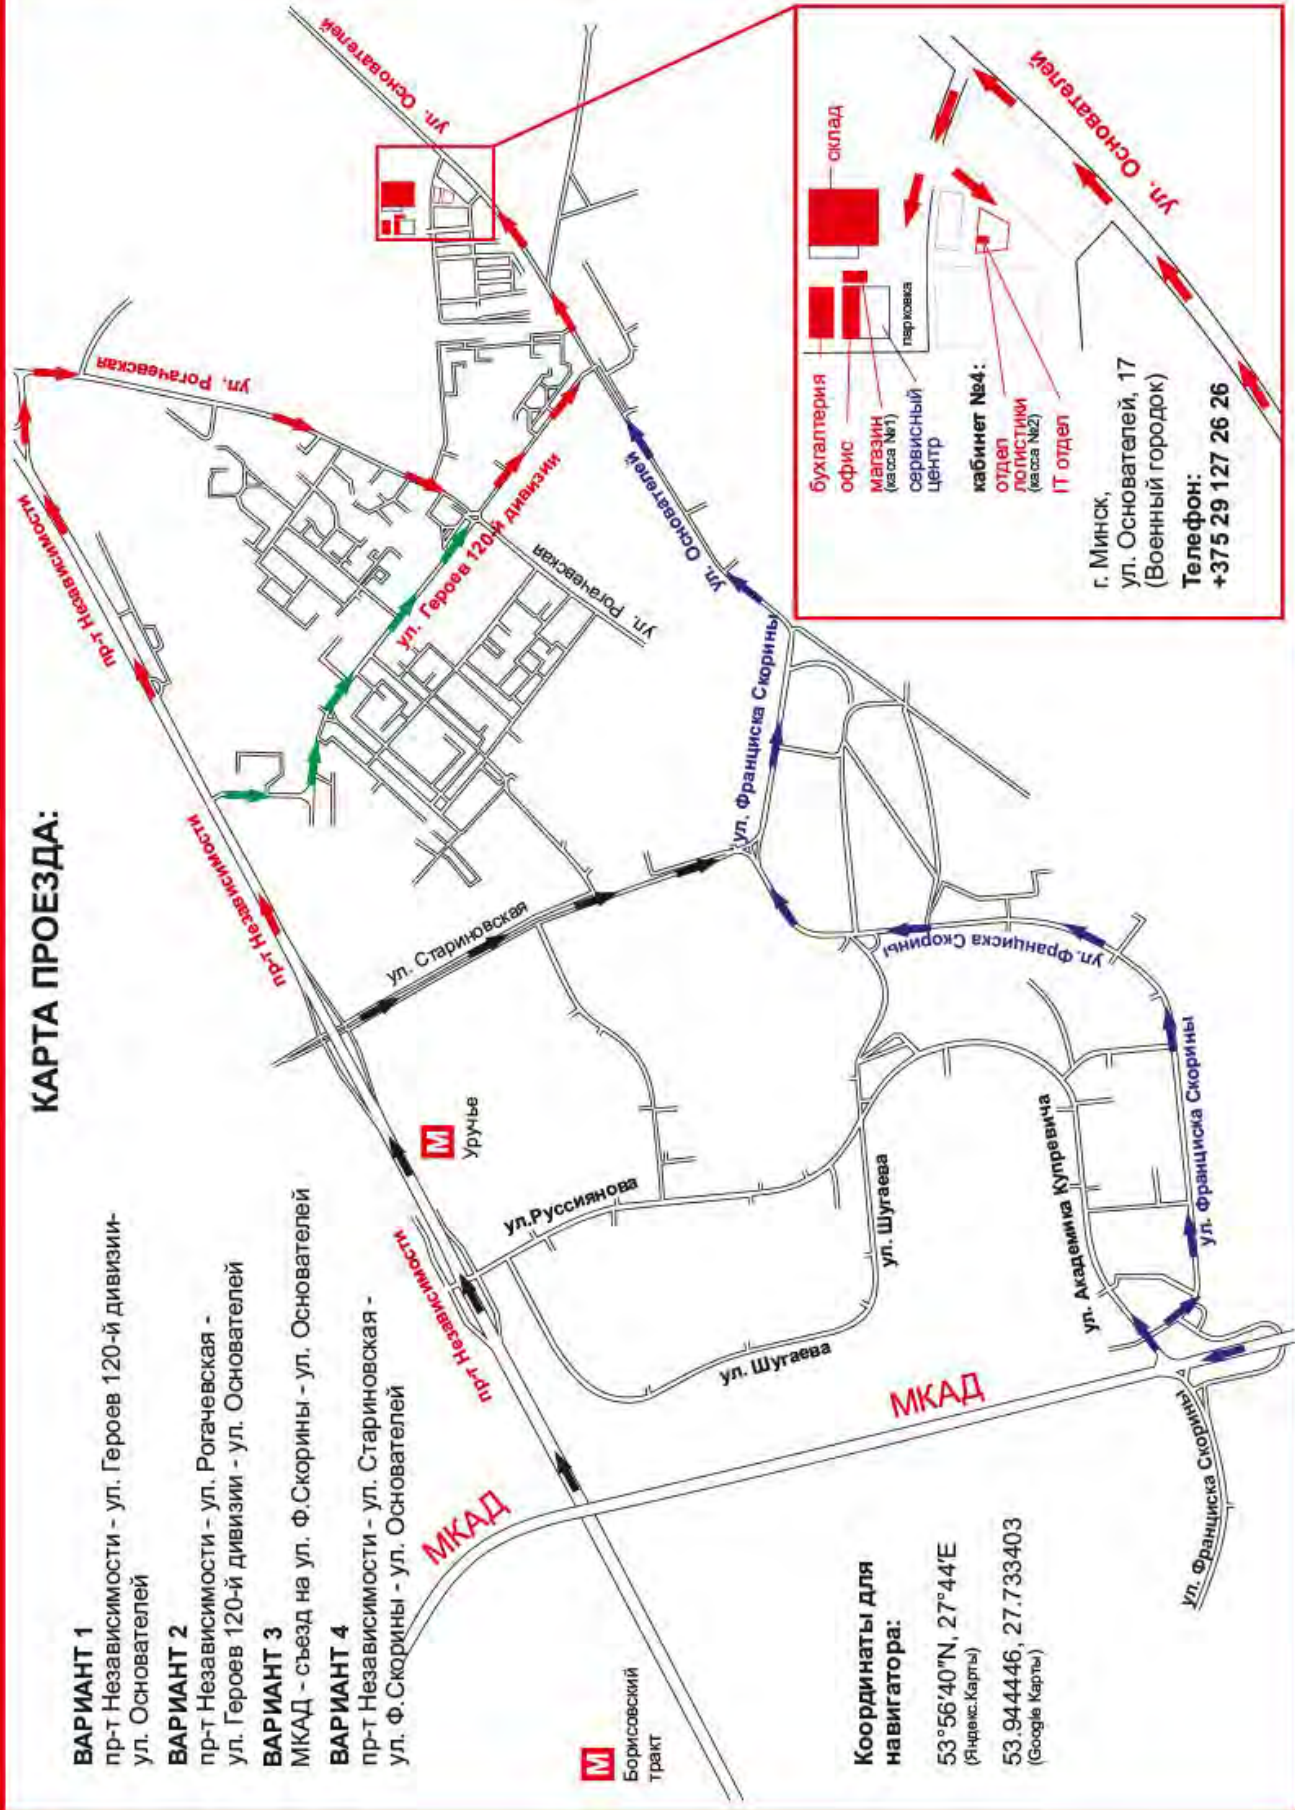 КАРТА ПРОЕЗДА:
ВАРИАНТ 1
пр-т Независимости - ул. Героев 120-й дивизии-
ул. Основателей
ВАРИАНТ 2
пр-т Независимости - ул. Рогачевская -
ул. Героев 120-й дивизии - ул. Основателей
ВАРИАНТ 3
МКАД - съезд на ул. Ф.Скорины - ул. Основателей
ВАРИАНТ 4
пр-т Независимости - ул. Стариновская -
ул. Ф.Скорины - ул. Основателей
М
Борисовский
тракт
МКАД
пр-т Независимости
М
Уручье
пр-т Независимости
пр-т Независимости
пр-т Независимости
ул. Рогачевская
ул. Основателей
ул. Стариновская
ул. Героев 120-й дивизии
ул. Рогачевская
ул.Руссиянова
ул. Шугаева
ул. Шугаева
МКАД
ул. Основателей
ул. Франциска Скорины
ул. Франциска Скорины
ул. Академика Купревича
ул. Франциска Скорины
ул. Франциска Скорины
Координаты для
навигатора:
53°56'40"N, 27°44'E
(Яндекс.Карты)
53.944446, 27.733403
(Google Карты)
склад
парковка
бухгалтерия
офис
магазин
(касса №1)
сервисный
центр
кабинет №4:
отдел
логистики
(касса №2)
IT отдел
ул. Основателей
г. Минск,
ул. Основателей, 17
(Военный городок)
Телефон:
+375 29 127 26 26